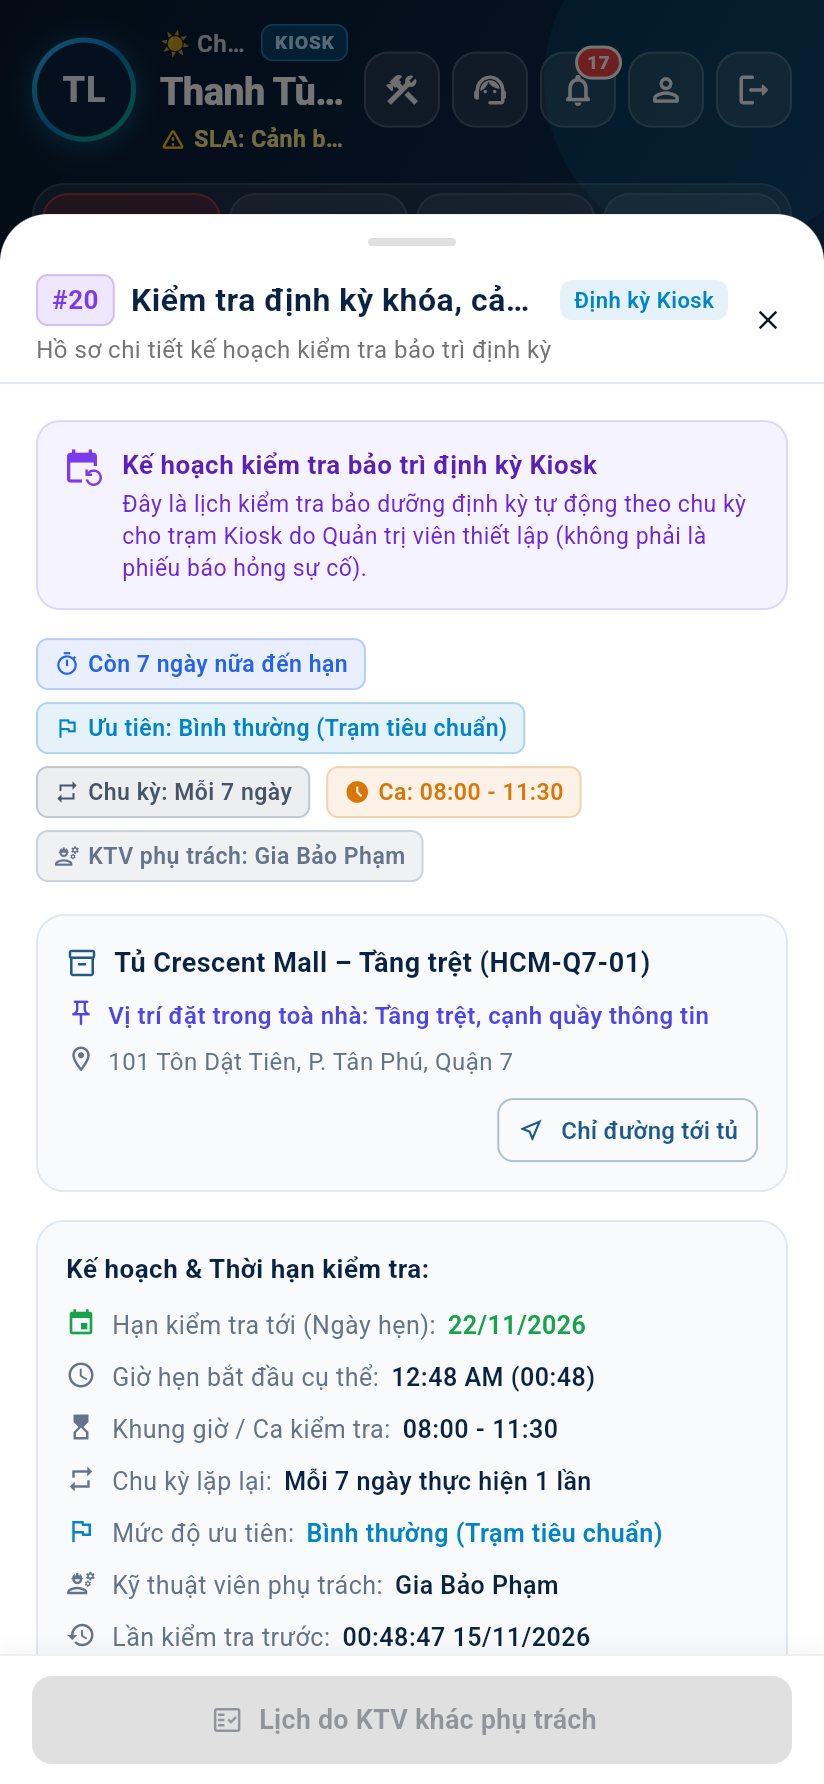 ☀️ Ch... KIOSK
TL
Thanh Tù...
17
SLA: Cảnh b...
#20 Kiểm tra định kỳ khóa, cả... Định kỳ Kiosk
Hồ sơ chi tiết kế hoạch kiểm tra bảo trì định kỳ
Kế hoạch kiểm tra bảo trì định kỳ Kiosk
Đây là lịch kiểm tra bảo dưỡng định kỳ tự động theo chu kỳ
cho trạm Kiosk do Quản trị viên thiết lập (không phải là
phiếu báo hỏng sự cố).
Còn 7 ngày nữa đến hạn
Ưu tiên: Bình thường (Trạm tiêu chuẩn)
Chu kỳ: Mỗi 7 ngày Ca: 08:00 - 11:30
KTV phụ trách: Gia Bảo Phạm
Tủ Crescent Mall – Tầng trệt (HCM-Q7-01)
Vị trí đặt trong toà nhà: Tầng trệt, cạnh quầy thông tin
101 Tôn Dật Tiên, P. Tân Phú, Quận 7
Chỉ đường tới tủ
Kế hoạch & Thời hạn kiểm tra:
Hạn kiểm tra tới (Ngày hẹn): 22/11/2026
Giờ hẹn bắt đầu cụ thể: 12:48 AM (00:48)
Khung giờ / Ca kiểm tra: 08:00 - 11:30
Chu kỳ lặp lại: Mỗi 7 ngày thực hiện 1 lần
Mức độ ưu tiên: Bình thường (Trạm tiêu chuẩn)
Kỹ thuật viên phụ trách: Gia Bảo Phạm
Lần kiểm tra trước: 00:48:47 15/11/2026
Lịch do KTV khác phụ trách